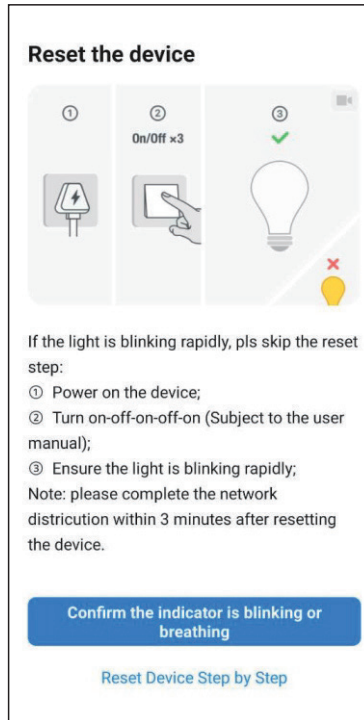 Reset the device
①
②
③
On/Off ×3
If the light is blinking rapidly, pls skip the reset
step:
① Power on the device;
② Turn on-off-on-off-on (Subject to the user
manual);
③ Ensure the light is blinking rapidly;
Note: please complete the network
districution within 3 minutes after resetting
the device.
Confirm the indicator is blinking or
breathing
Reset Device Step by Step